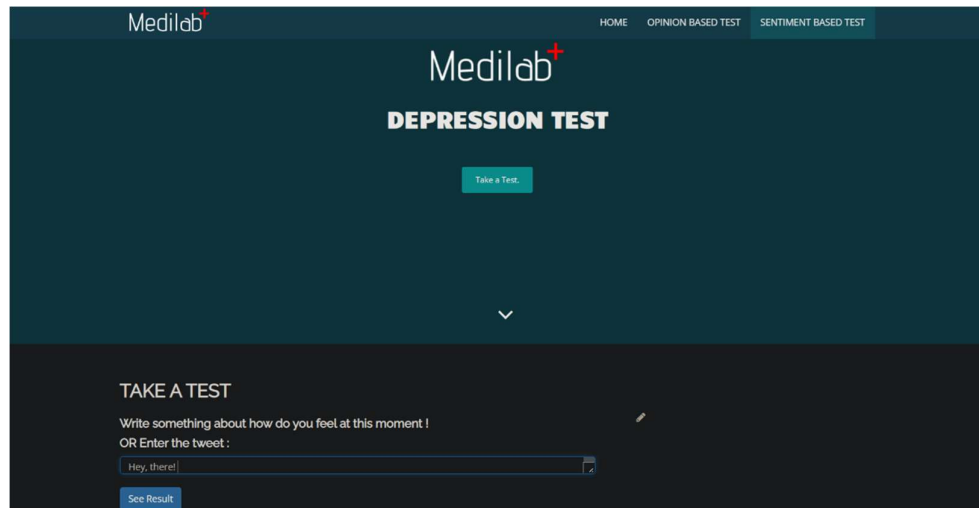 Medilab+
HOME OPINION BASED TEST SENTIMENT BASED TEST
Medilab+
DEPRESSION TEST
Take a Test.
TAKE A TEST
Write something about how do you feel at this moment !
OR Enter the tweet :
Hey, there!
See Result